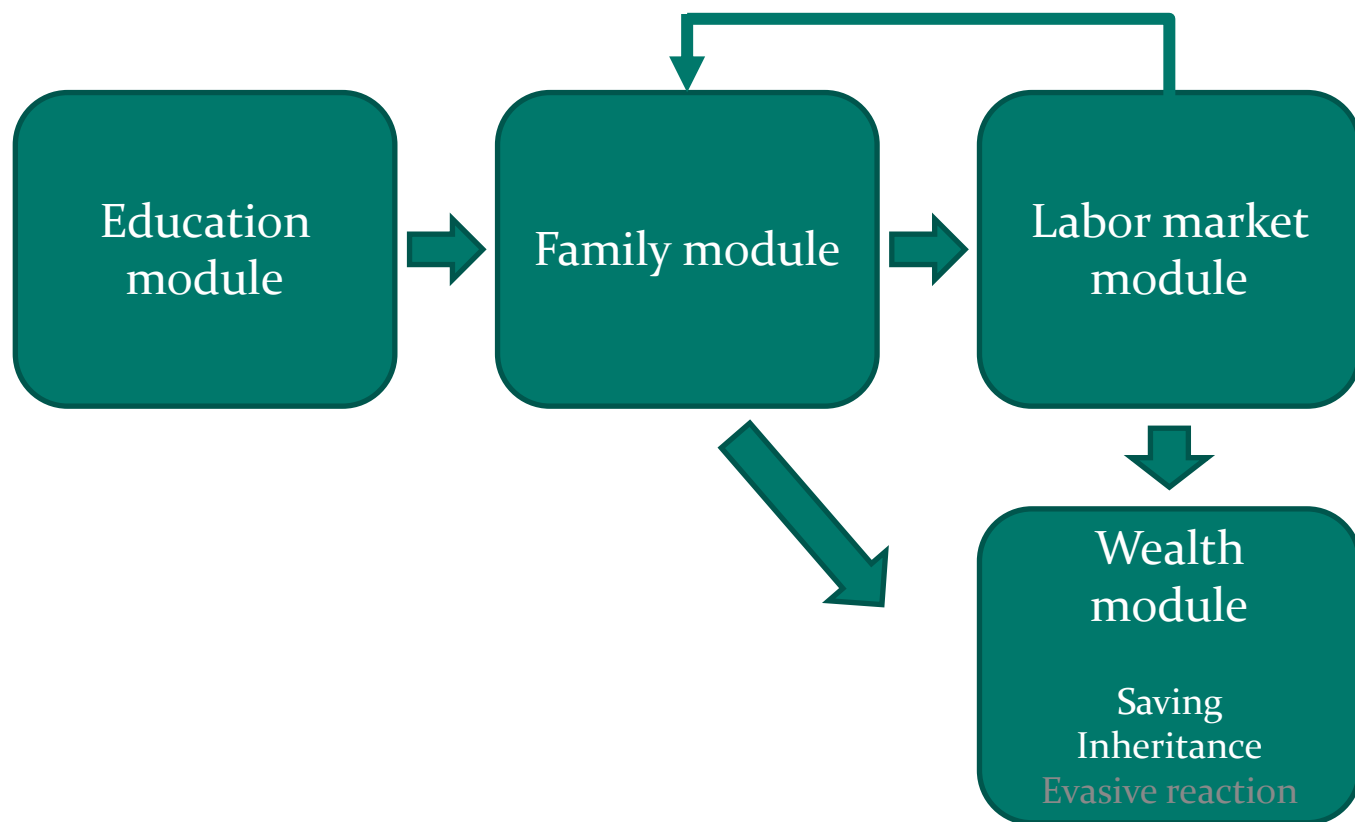 Education
module
Family module
Labor market
module
Wealth
module
Saving
Inheritance
Evasive reaction